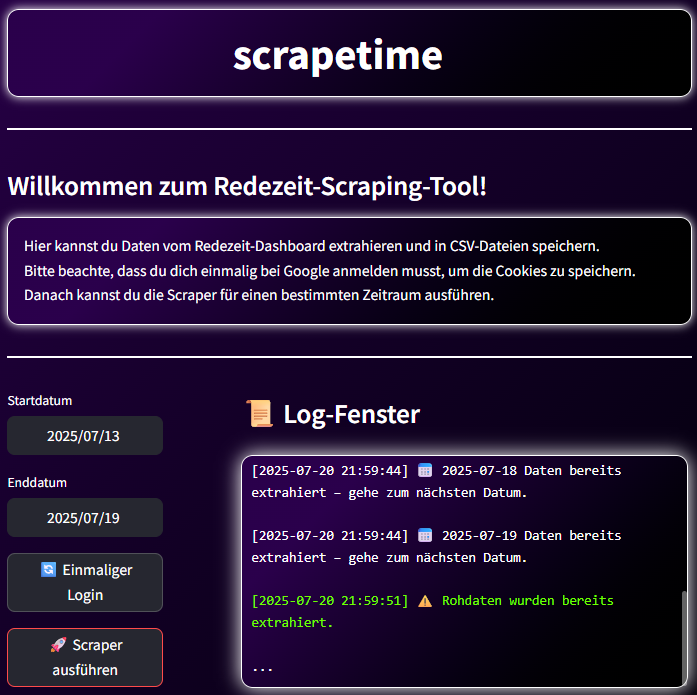 scrapetime
Willkommen zum Redezeit-Scraping-Tool!
Hier kannst du Daten vom Redezeit-Dashboard extrahieren und in CSV-Dateien speichern.
Bitte beachte, dass du dich einmalig bei Google anmelden musst, um die Cookies zu speichern.
Danach kannst du die Scraper für einen bestimmten Zeitraum ausführen.
Startdatum
2025/07/13
Enddatum
2025/07/19
🔄 Einmaliger
Login
🚀 Scraper
ausführen
📜 Log-Fenster
[2025-07-20 21:59:44] 📅 2025-07-18 Daten bereits
extrahiert – gehe zum nächsten Datum.
[2025-07-20 21:59:44] 📅 2025-07-19 Daten bereits
extrahiert – gehe zum nächsten Datum.
[2025-07-20 21:59:51] ⚠️ Rohdaten wurden bereits
extrahiert.
...